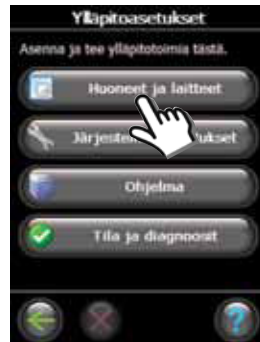 Ylläpitoasetukset
Asenna ja tee ylläpitotoimia tästä.
Huoneet ja laitteet
Ohjelma
Tila ja diagnoosit
?